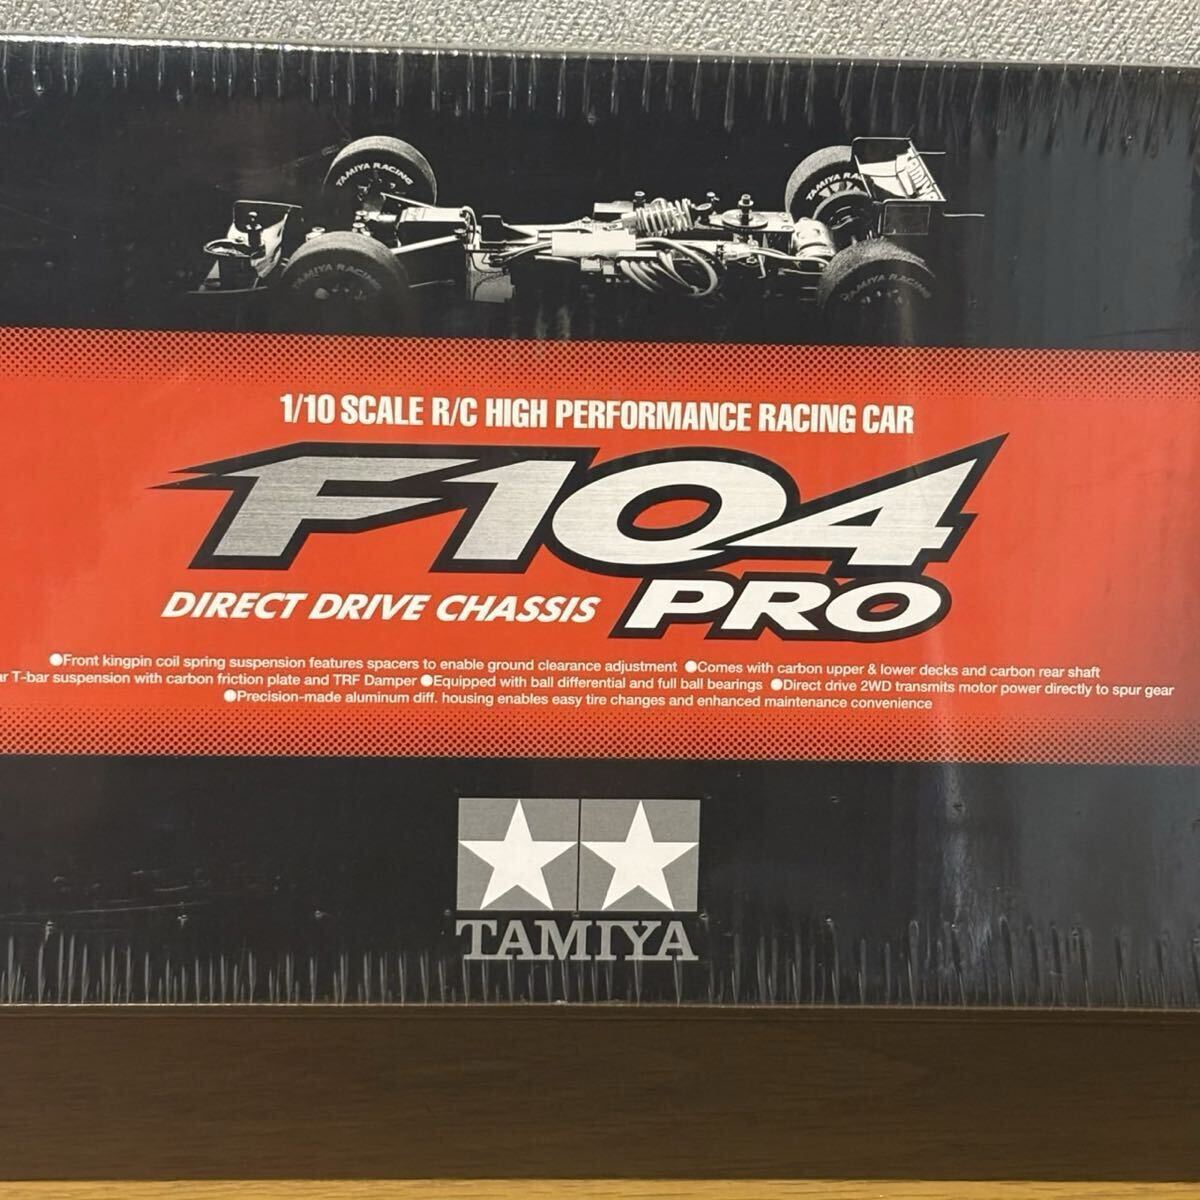 TAMIYA RACING
TAMIYA RACING
TAMIYA RACING
1/10 SCALE R/C HIGH PERFORMANCE RACING CAR
F104
DIRECT DRIVE CHASSIS PRO
●Front kingpin coil spring suspension features spacers to enable ground clearance adjustment ●Comes with carbon upper & lower decks and carbon rear shaft
T-bar suspension with carbon friction plate and TRF Damper ●Equipped with ball differential and full ball bearings ●Direct drive 2WD transmits motor power directly to spur gear
●Precision-made aluminum diff. housing enables easy tire changes and enhanced maintenance convenience
TAMIYA